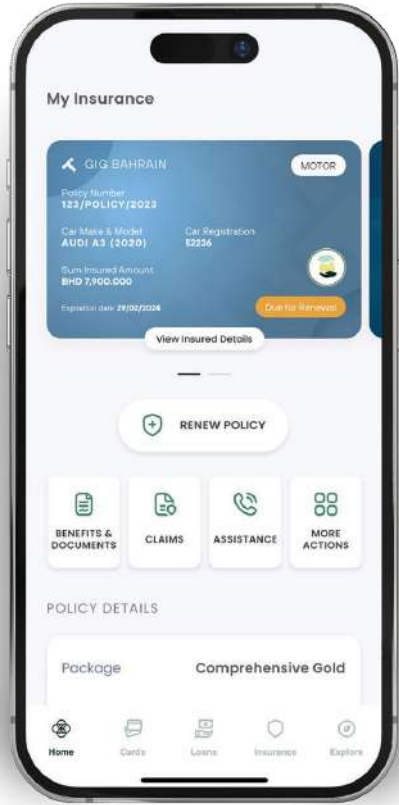 My Insurance
GIG BAHRAIN
MOTOR
Policy Number
123/POLICY/2023
Car Make & Model
Car Registration
AUDI A3 (2020)
52236
Sum Insured Amount
BHD 7,900.000
Expiration date 29/02/2024
Due for Renewal
View Insured Details
RENEW POLICY
BENEFITS &
DOCUMENTS
CLAIMS
ASSISTANCE
MORE
ACTIONS
POLICY DETAILS
Package
Comprehensive Gold
Home
Cards
Loans
Insurance
Explore